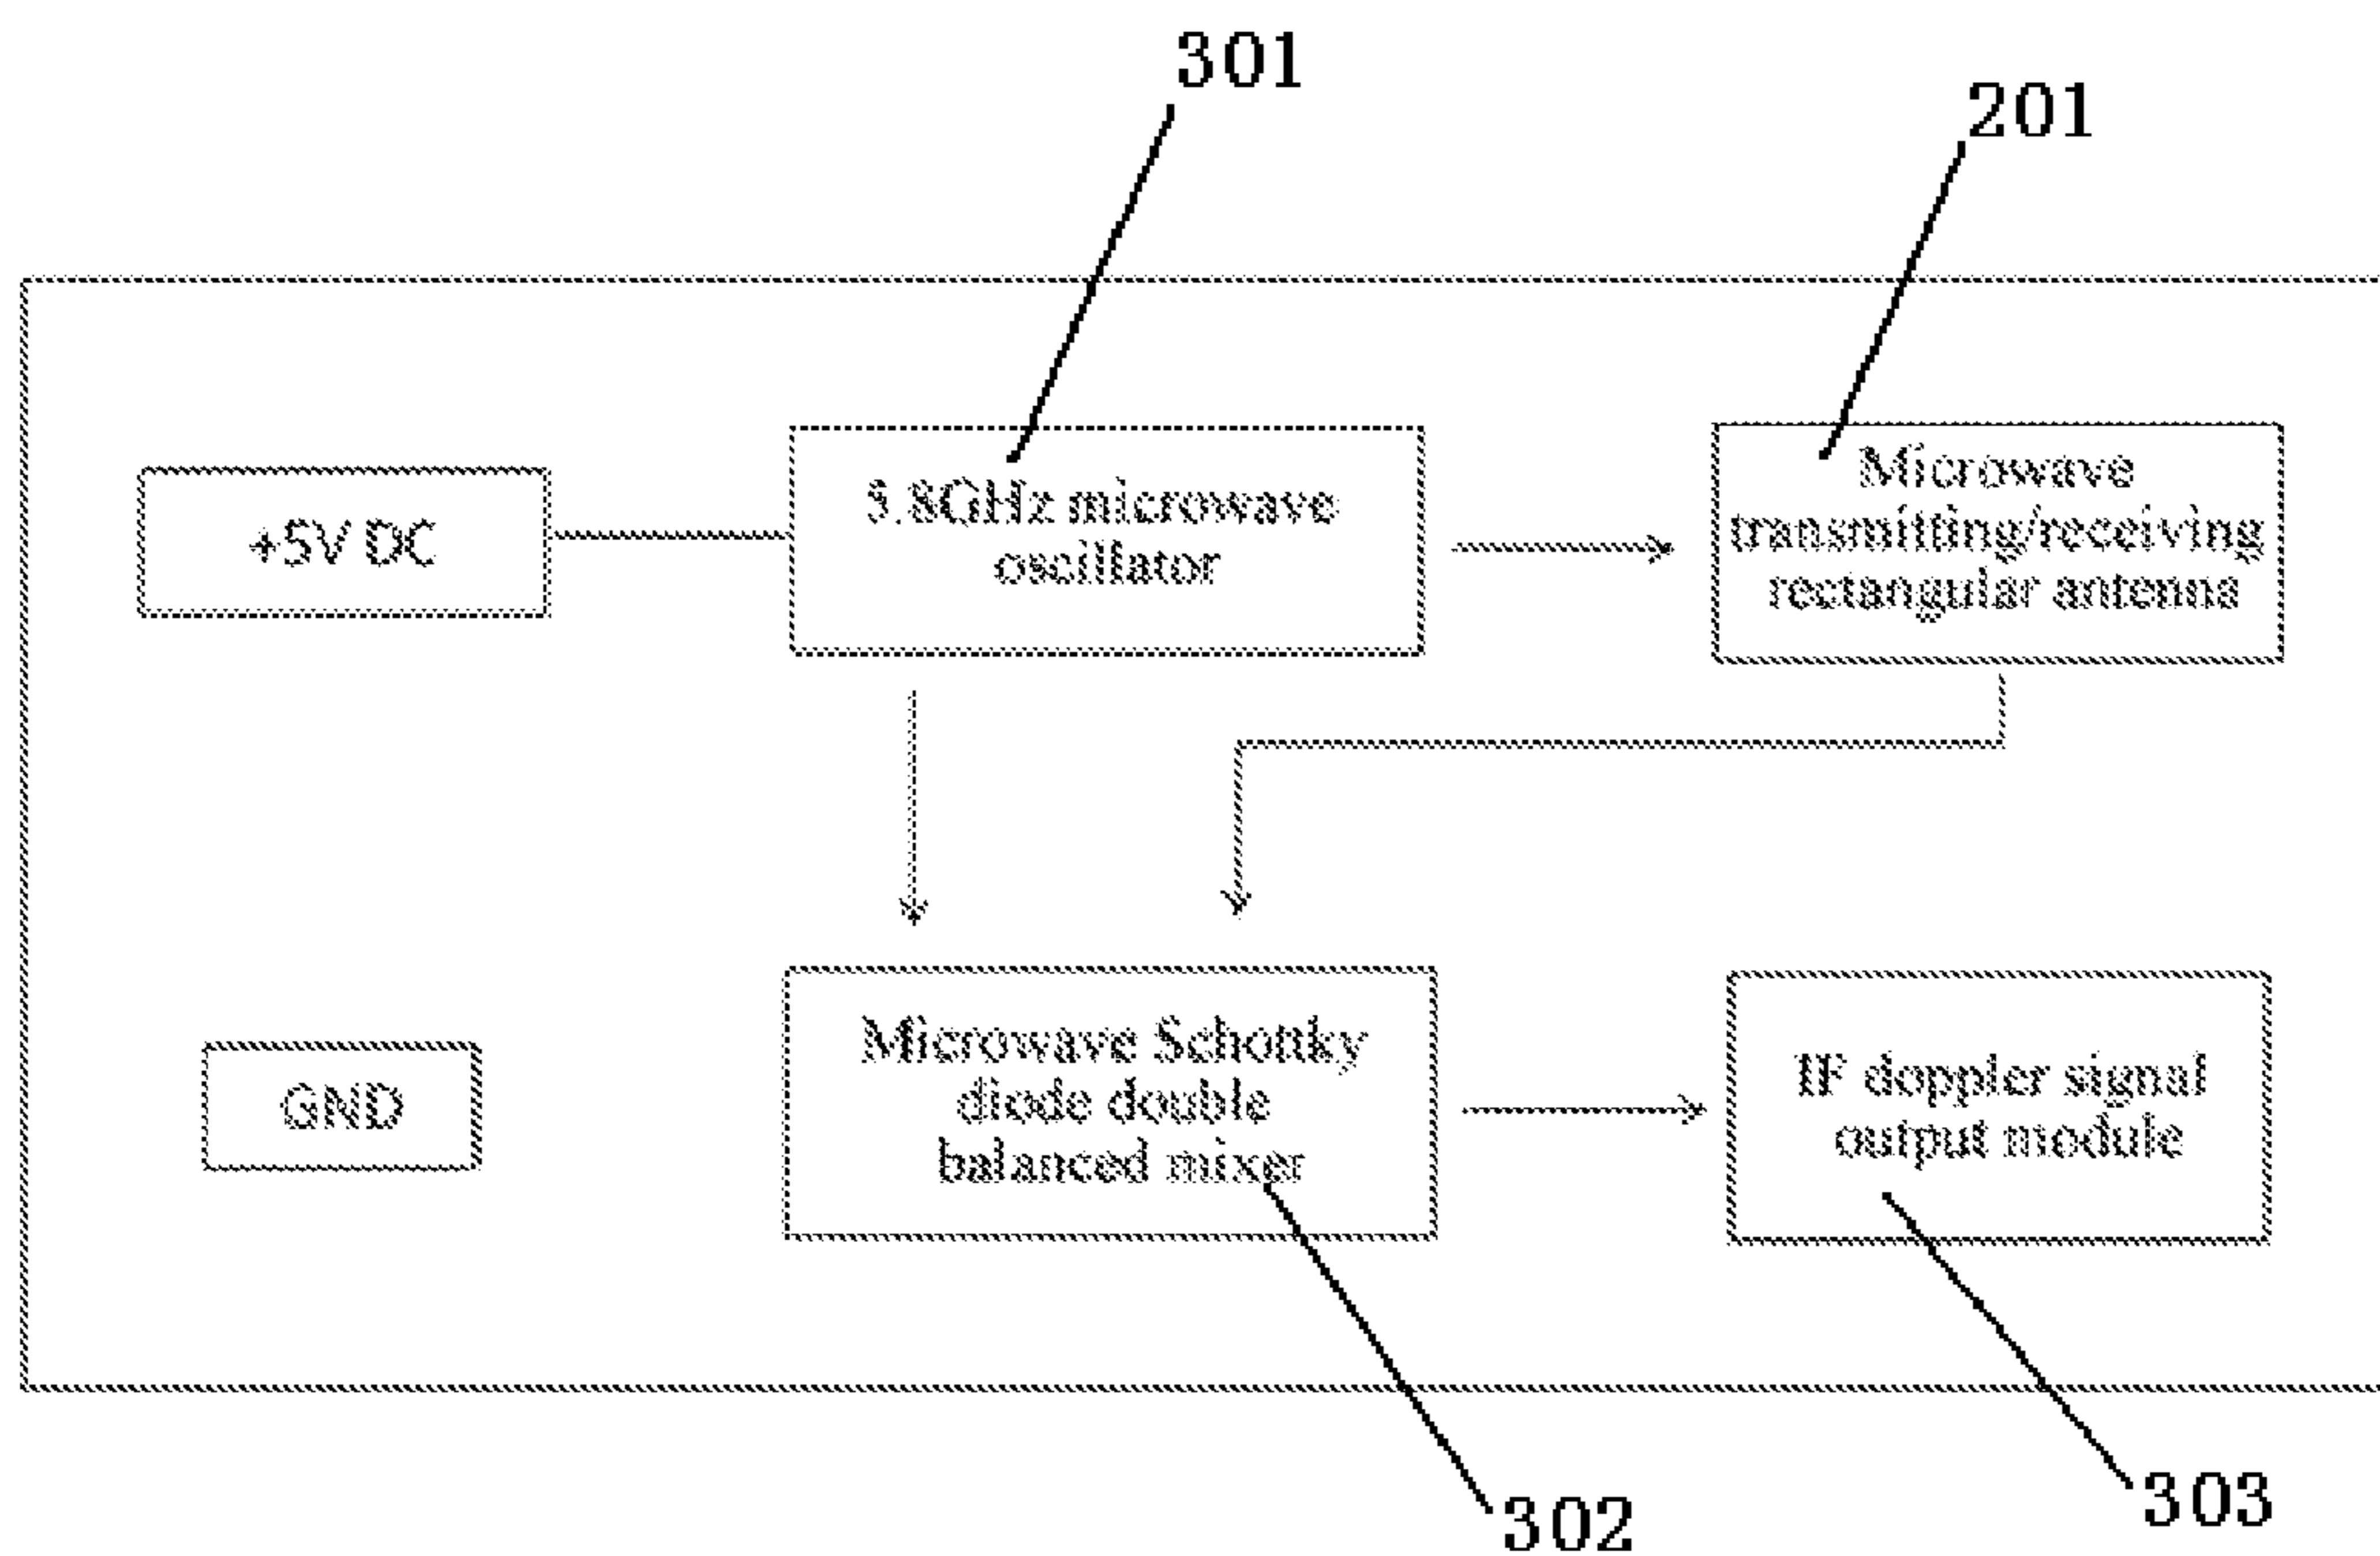 301
201
+5V DC
5.8GHz microwave
oscillator
Microwave
transmitting/receiving
rectangular antenna
GND
Microwave Schottky
diode double
balanced mixer
IF doppler signal
output module
302
303